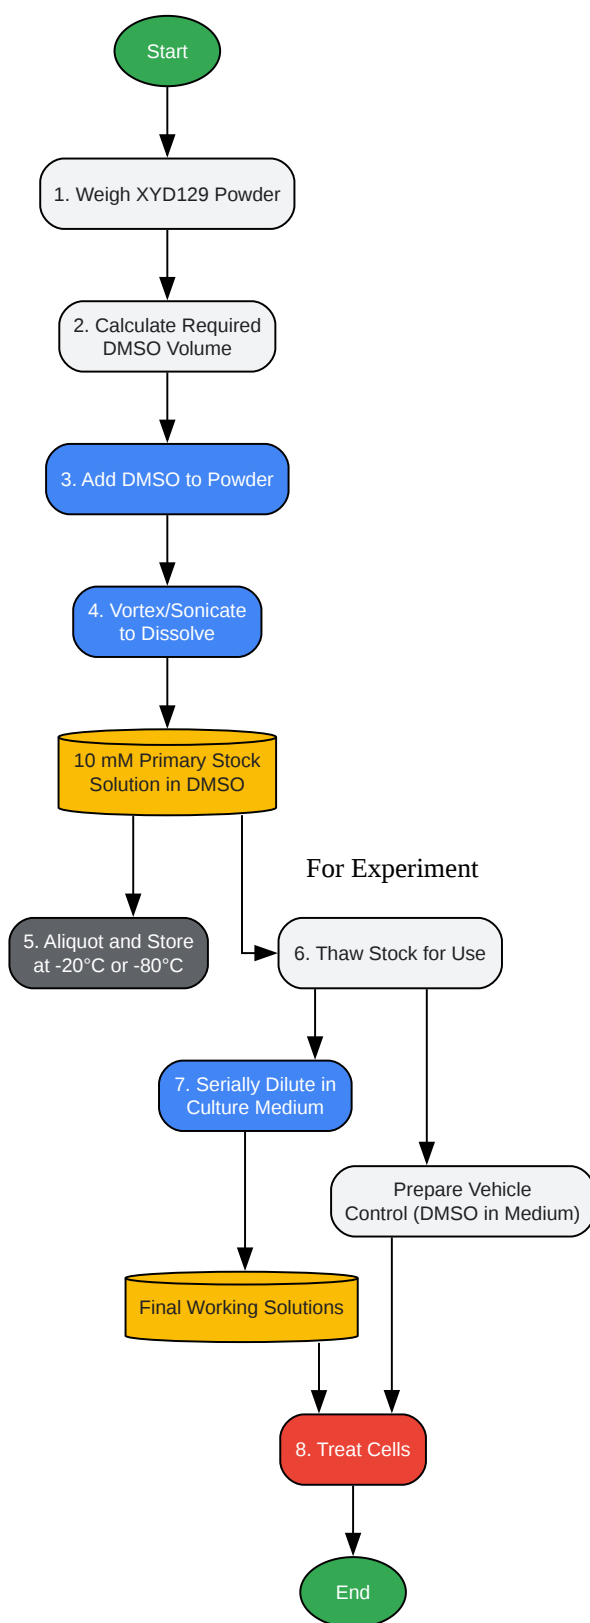 Start
1. Weigh XYD129 Powder
2. Calculate Required
DMSO Volume
3. Add DMSO to Powder
4. Vortex/Sonicate
to Dissolve
10 mM Primary Stock
Solution in DMSO
For Experiment
5. Aliquot and Store
at -20°C or -80°C
6. Thaw Stock for Use
7. Serially Dilute in
Culture Medium
Prepare Vehicle
Control (DMSO in Medium)
Final Working Solutions
8. Treat Cells
End